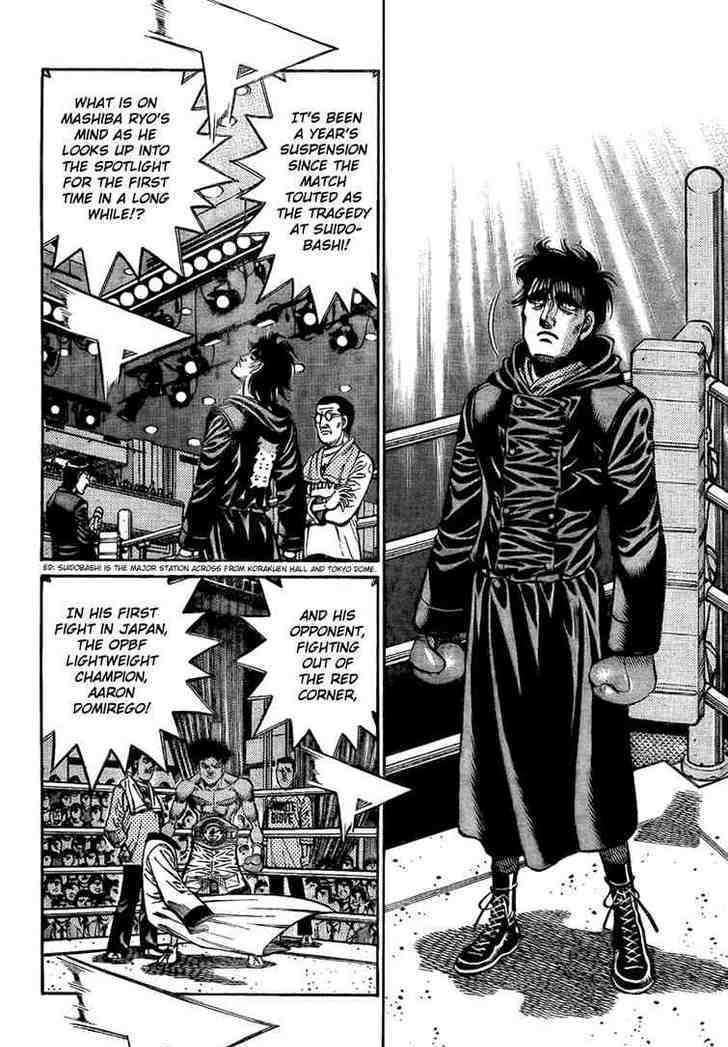 IT'S BEEN
A YEAR'S
SUSPENSION
SINCE THE
MATCH
TOUTED AS
THE TRAGEDY
AT SUIDO-
BASHI!
WHAT IS ON
MASHIBA RYO'S
MIND AS HE
LOOKS UP INTO
THE SPOTLIGHT
FOR THE FIRST
TIME IN A LONG
WHILE!?
ED: SUIDOBASHI IS THE MAJOR STATION ACROSS FROM KORAKUEN HALL AND TOKYO DOME.
AND HIS
OPPONENT,
FIGHTING
OUT OF
THE RED
CORNER,
IN HIS FIRST
FIGHT IN JAPAN,
THE OPBF
LIGHTWEIGHT
CHAMPION,
AARON
DOMIREGO!
GLOVE